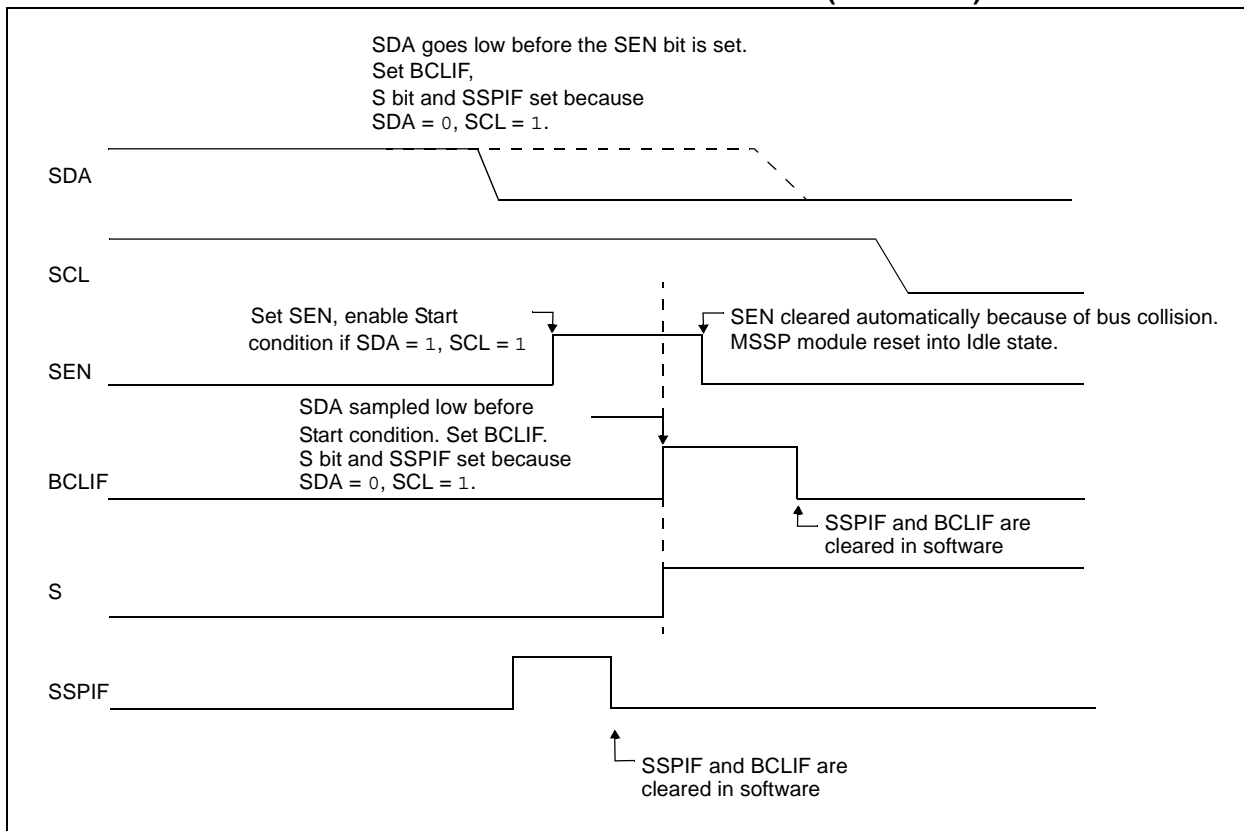 SDA goes low before the SEN bit is set.
Set BCLIF,
S bit and SSPIF set because
SDA = 0, SCL = 1.
SDA
SCL
Set SEN, enable Start
condition if SDA = 1, SCL = 1
SEN cleared automatically because of bus collision.
MSSP module reset into Idle state.
SEN
SDA sampled low before
Start condition. Set BCLIF.
S bit and SSPIF set because
SDA = 0, SCL = 1.
BCLIF
SSPIF and BCLIF are
cleared in software
S
SSPIF
SSPIF and BCLIF are
cleared in software